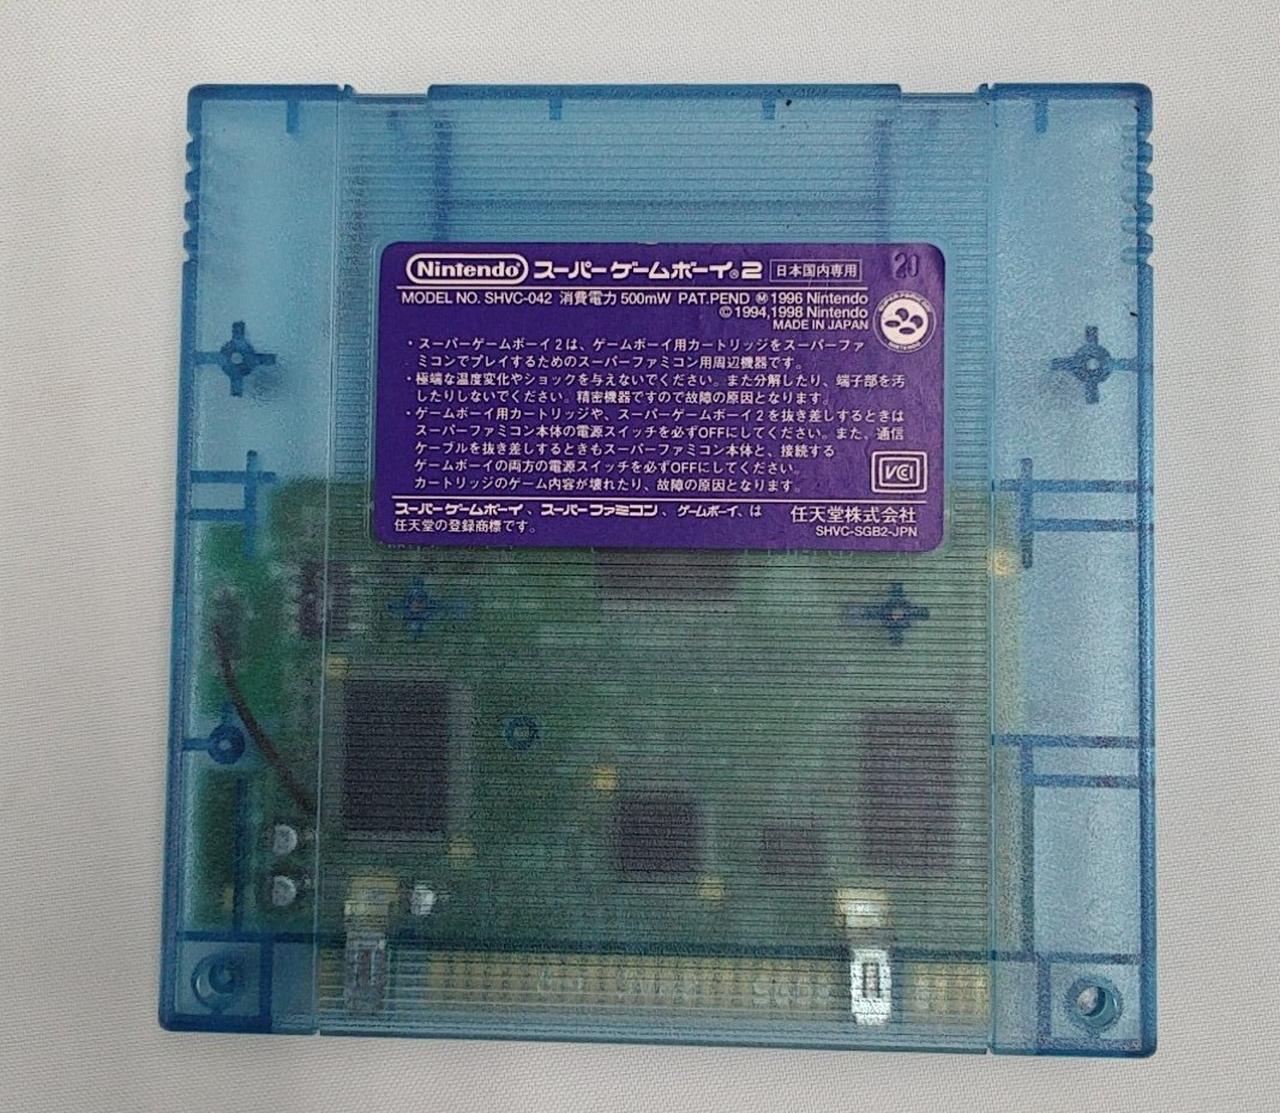 Nintendo スーパーゲームボーイ®2 日本国内専用 20
MODEL NO. SHVC-042 消費電力 500mW PAT.PEND Ⓜ 1996 Nintendo
© 1994,1998 Nintendo
MADE IN JAPAN
・スーパーゲームボーイ2は、ゲームボーイ用カートリッジをスーパーファ
ミコンでプレイするためのスーパーファミコン用周辺機器です。
・極端な温度変化やショックを与えないでください。また分解したり、端子部を汚
したりしないでください。精密機器ですので故障の原因となります。
・ゲームボーイ用カートリッジや、スーパーゲームボーイ2を抜き差しするときは
スーパーファミコン本体の電源スイッチを必ずOFFにしてください。また、通信
ケーブルを抜き差しするときもスーパーファミコン本体と、接続する
ゲームボーイの両方の電源スイッチを必ずOFFにしてください。
カートリッジのゲーム内容が壊れたり、故障の原因となります。
VCI
スーパーゲームボーイ、スーパーファミコン、ゲームボーイ、は
任天堂の登録商標です。
任天堂株式会社
SHVC-SGB2-JPN